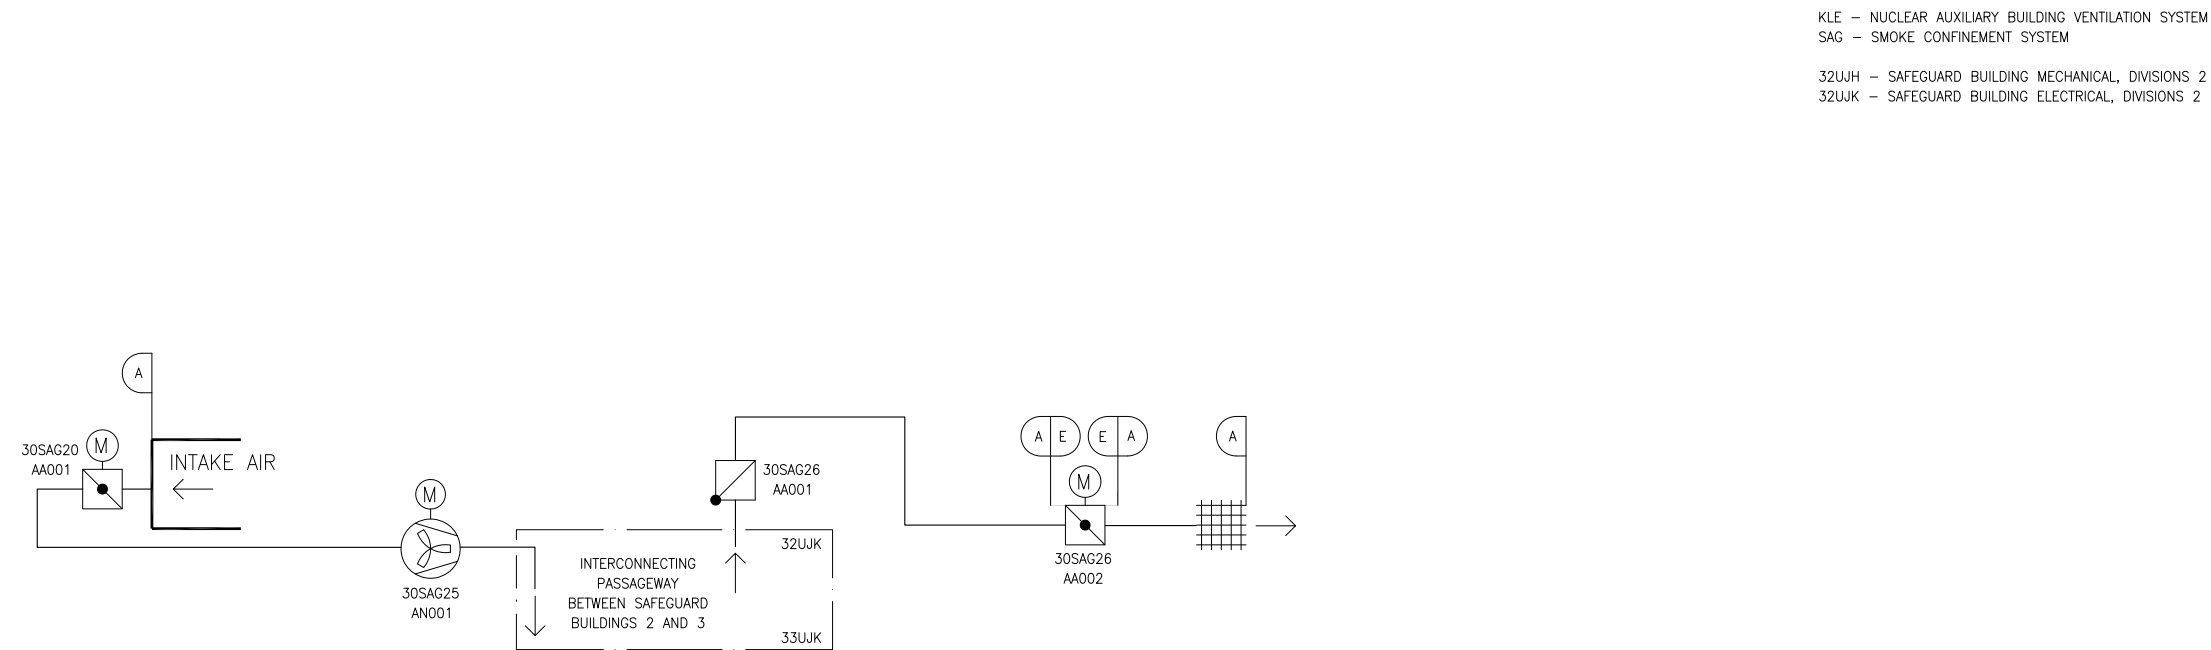 KLE – NUCLEAR AUXILIARY BUILDING VENTILATION SYSTEM
SAG – SMOKE CONFINEMENT SYSTEM
32UJH – SAFEGUARD BUILDING MECHANICAL, DIVISIONS 2
32UJK – SAFEGUARD BUILDING ELECTRICAL, DIVISIONS 2
A
30SAG20
AA001
M
INTAKE AIR
M
30SAG25
AN001
30SAG26
AA001
32UJK
INTERCONNECTING
PASSAGEWAY
BETWEEN SAFEGUARD
BUILDINGS 2 AND 3
33UJK
A E
E A
M
30SAG26
AA002
A